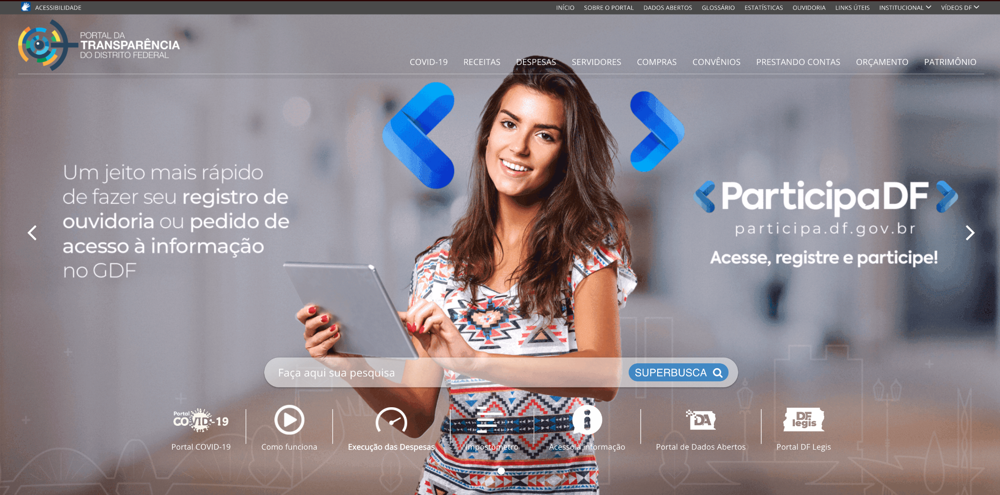 ACESSIBILIDADE
INÍCIO SOBRE O PORTAL DADOS ABERTOS GLOSSÁRIO ESTATÍSTICAS OUVIDORIA LINKS ÚTEIS INSTITUCIONAL VÍDEOS DF
PORTAL DA
TRANSPARÊNCIA
DO DISTRITO FEDERAL
COVID-19 RECEITAS DESPESAS SERVIDORES COMPRAS CONVÊNIOS PRESTANDO CONTAS ORÇAMENTO PATRIMÔNIO
Um jeito mais rápido
de fazer seu registro de
ouvidoria ou pedido de
acesso à informação
no GDF
ParticipaDF
participa.df.gov.br
Acesse, registre e participe!
Faça aqui sua pesquisa SUPERBUSCA
Portal
COVID-19
DA
DF
legis
Portal COVID-19 Como funciona Execução das Despesas Impostômetro Acesso à informação Portal de Dados Abertos Portal DF Legis